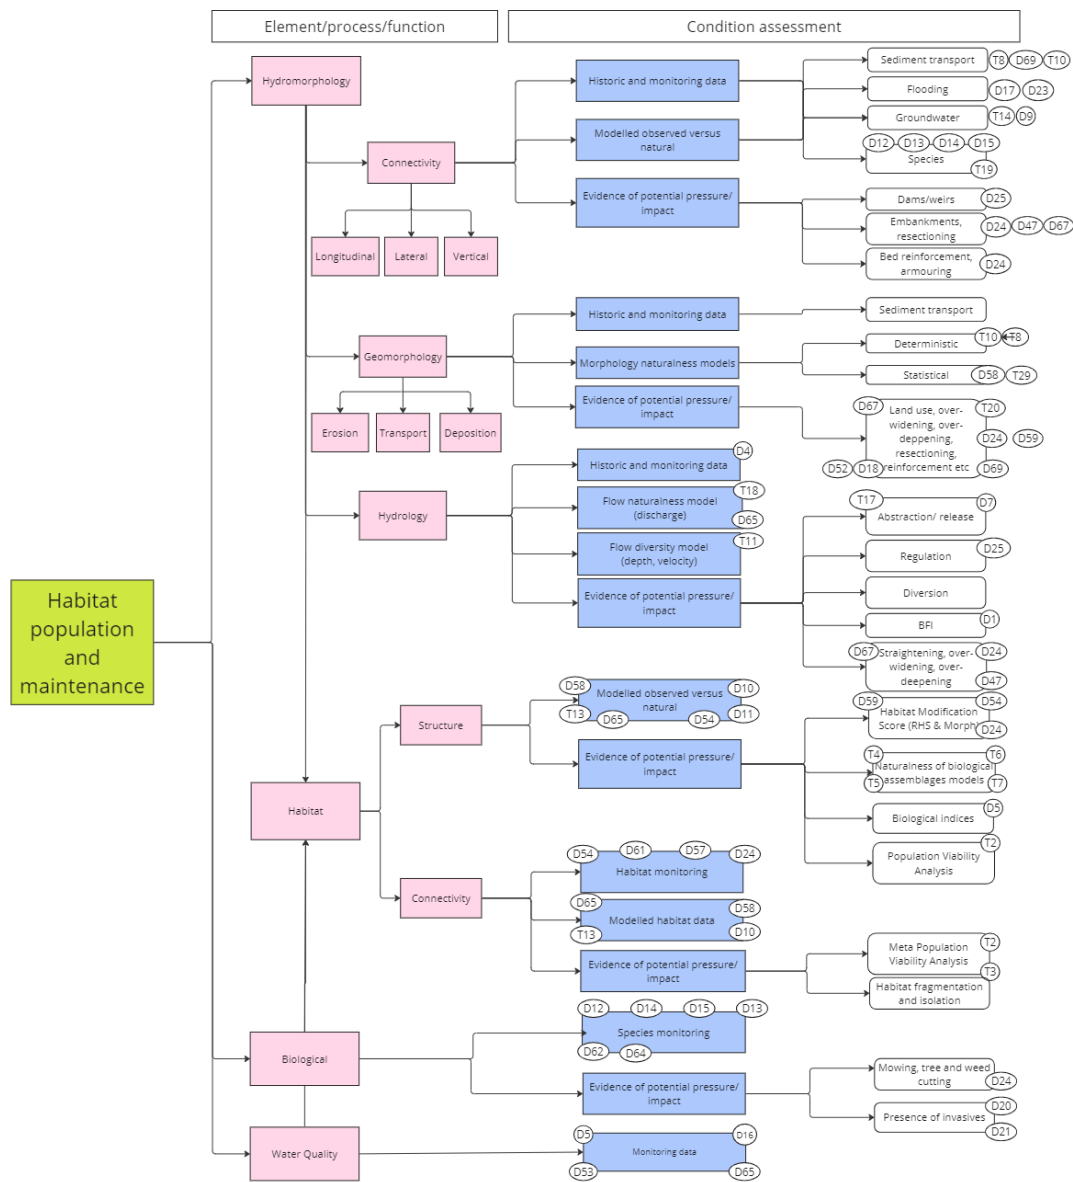 Element/process/function
Condition assessment
Hydromorphology
Historic and monitoring data
Sediment transport
T8
D69
T10
Flooding
D17
D23
Groundwater
T14
D9
Modelled observed versus
natural
D12
D13
D14
D15
Species
T19
Connectivity
Evidence of potential pressure/
impact
Dams/weirs
D25
Embankments,
resectioning
D24
D47
D67
Bed reinforcement,
armouring
D24
Longitudinal
Lateral
Vertical
Historic and monitoring data
Sediment transport
Geomorphology
Morphology naturalness models
Deterministic
T10
T8
Statistical
D58
T29
Evidence of potential pressure/
impact
D67
T20
Land use, over-
widening, over-
deppening,
resectioning,
reinforcement etc
D24
D59
D52
D18
D69
Erosion
Transport
Deposition
Historic and monitoring data
D4
Hydrology
Flow naturalness model
(discharge)
T18
D65
Flow diversity model
(depth, velocity)
T11
Evidence of potential pressure/
impact
T17
D7
Abstraction/ release
Regulation
D25
Diversion
BFI
D1
D67
Straightening, over-
widening, over-
deepening
D24
D47
Habitat
population
and
maintenance
Structure
D58
Modelled observed versus
natural
D10
T13
D65
D54
D11
Evidence of potential pressure/
impact
D59
D54
Habitat Modification
Score (RHS & Morph)
D24
T4
T6
Naturalness of biological
assemblages models
T5
T7
Biological indices
D5
T2
Population Viability
Analysis
Habitat
Connectivity
D54
D61
D57
D24
Habitat monitoring
D65
D58
Modelled habitat data
T13
D10
Evidence of potential pressure/
impact
T2
Meta Population
Viability Analysis
T3
Habitat fragmentation
and isolation
Biological
D12
D14
D15
D13
Species monitoring
D62
D64
Evidence of potential pressure/
impact
Mowing, tree and weed
cutting
D24
Presence of invasives
D20
D21
Water Quality
D5
D16
Monitoring data
D53
D65